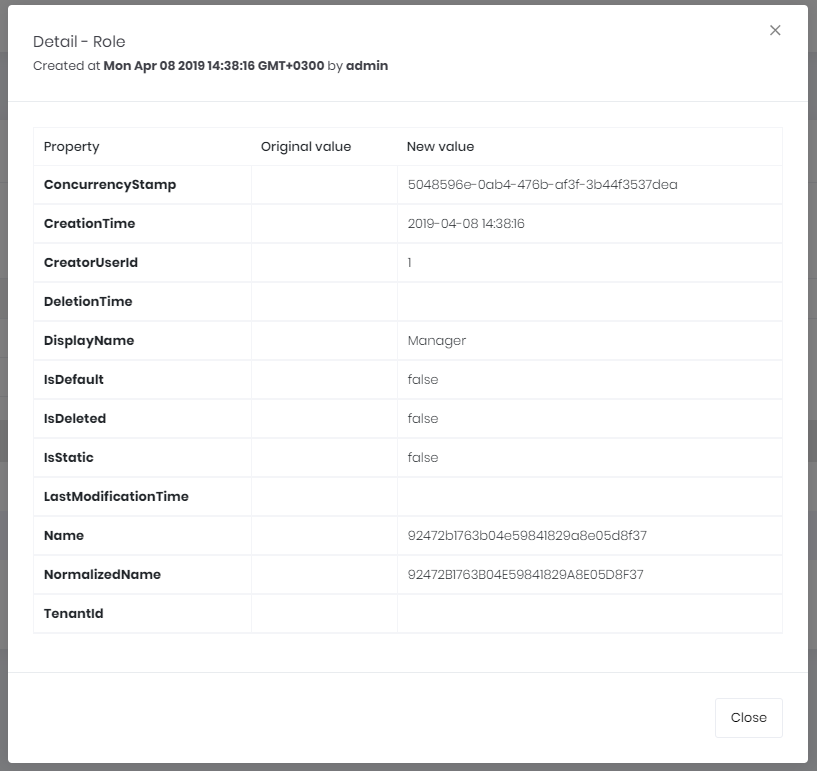 Detail - Role
Created at Mon Apr 08 2019 14:38:16 GMT+0300 by admin
Property Original value New value
ConcurrencyStamp 5048596e-0ab4-476b-af3f-3b44f3537dea
CreationTime 2019-04-08 14:38:16
CreatorUserId 1
DeletionTime
DisplayName Manager
IsDefault false
IsDeleted false
IsStatic false
LastModificationTime
Name 92472b1763b04e59841829a8e05d8f37
NormalizedName 92472B1763B04E59841829A8E05D8F37
TenantId
Close